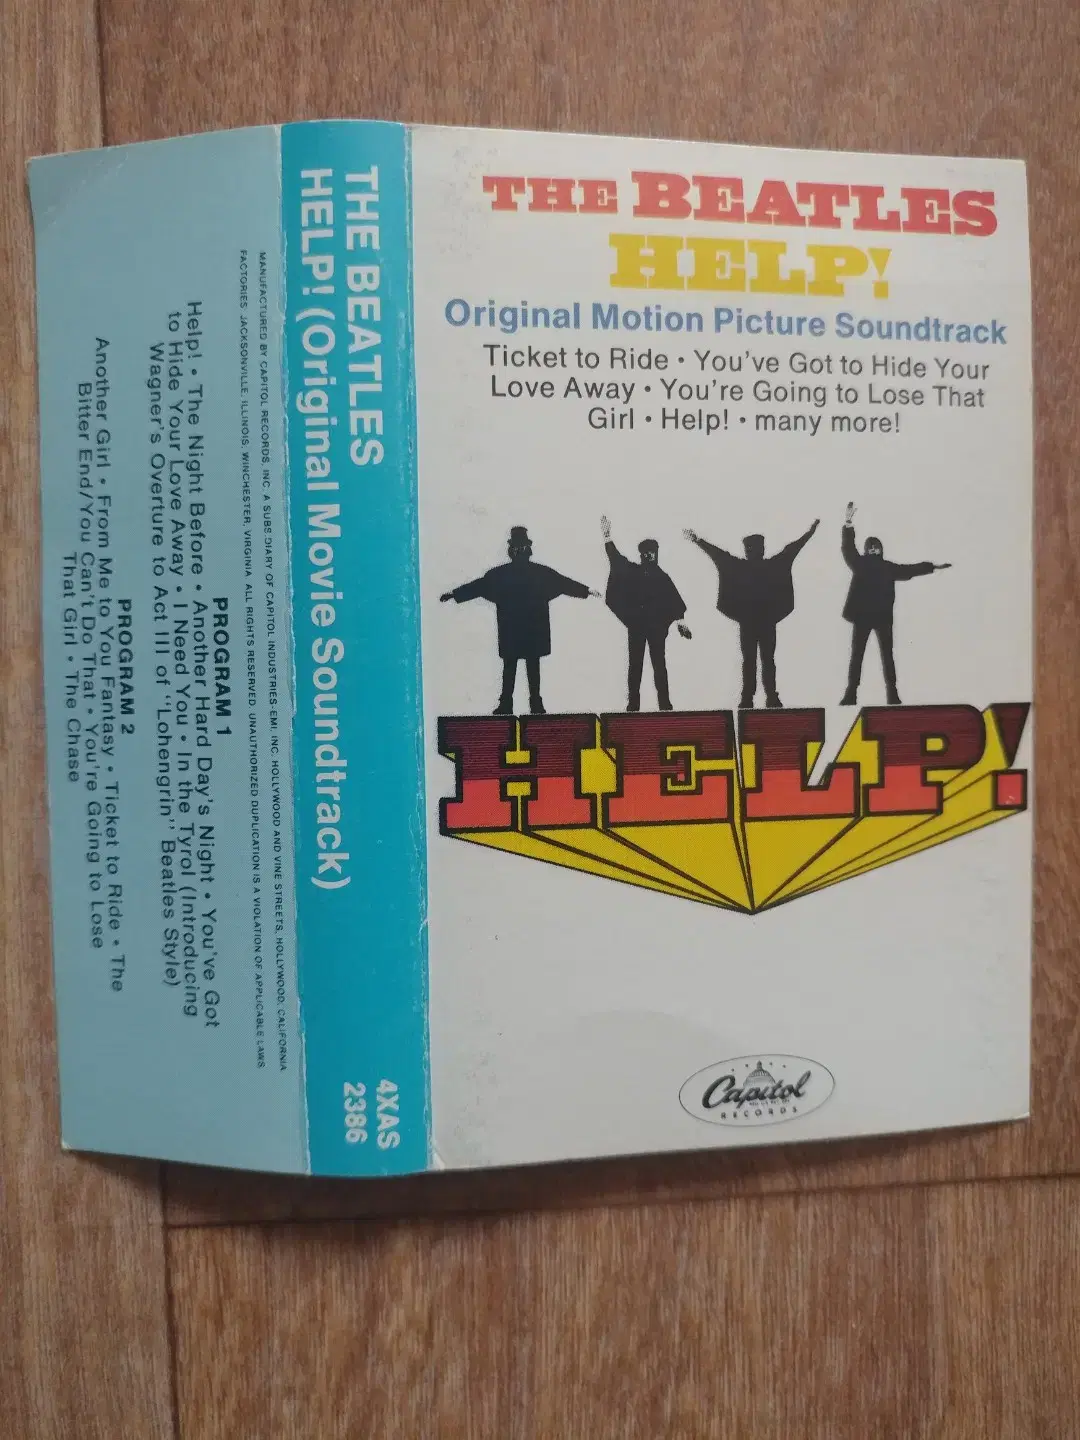 THE BEATLES
HELP!
Original Motion Picture Soundtrack
Ticket to Ride • You've Got to Hide Your
Love Away • You're Going to Lose That
Girl • Help! • many more!
HELP!
Capitol
RECORDS
THE BEATLES
HELP! (Original Movie Soundtrack)
4XAS
2386
MANUFACTURED BY CAPITOL RECORDS, INC. A SUBSIDIARY OF CAPITOL INDUSTRIES-EMI, INC. HOLLYWOOD AND VINE STREETS, HOLLYWOOD, CALIFORNIA
FACTORIES: JACKSONVILLE, ILLINOIS, WINCHESTER, VIRGINIA. ALL RIGHTS RESERVED. UNAUTHORIZED DUPLICATION IS A VIOLATION OF APPLICABLE LAWS.
PROGRAM 1
Help! • The Night Before • Another Hard Day's Night • You've Got
to Hide Your Love Away • I Need You • In the Tyrol (Introducing
Wagner's Overture to Act III of "Lohengrin" Beatles Style)
PROGRAM 2
Another Girl • From Me to You Fantasy • Ticket to Ride • The
Bitter End/You Can't Do That • You're Going to Lose
That Girl • The Chase